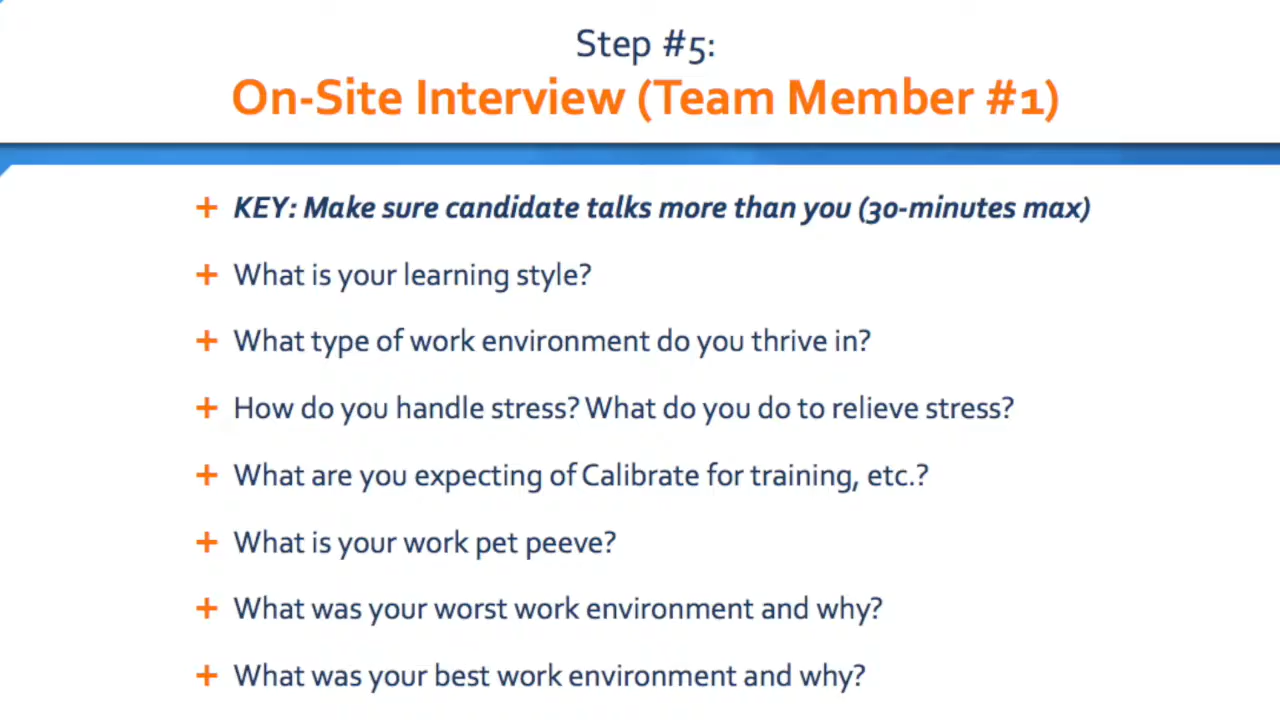 Step #5:
On-Site Interview (Team Member #1)
+ KEY: Make sure candidate talks more than you (30-minutes max)
+ What is your learning style?
+ What type of work environment do you thrive in?
+ How do you handle stress? What do you do to relieve stress?
+ What are you expecting of Calibrate for training, etc.?
+ What is your work pet peeve?
+ What was your worst work environment and why?
+ What was your best work environment and why?